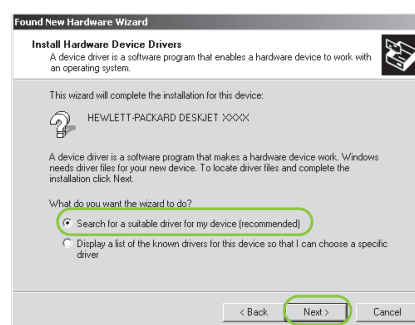 Found New Hardware Wizard
Install Hardware Device Drivers
A device driver is a software program that enables a hardware device to work with
an operating system.
This wizard will complete the installation for this device:
HEWLETT-PACKARD DESKJET XXXX
A device driver is a software program that makes a hardware device work. Windows
needs driver files for your new device. To locate driver files and complete the
installation click Next.
What do you want the wizard to do?
Search for a suitable driver for my device (recommended)
Display a list of the known drivers for this device so that I can choose a specific
driver
< Back Next > Cancel